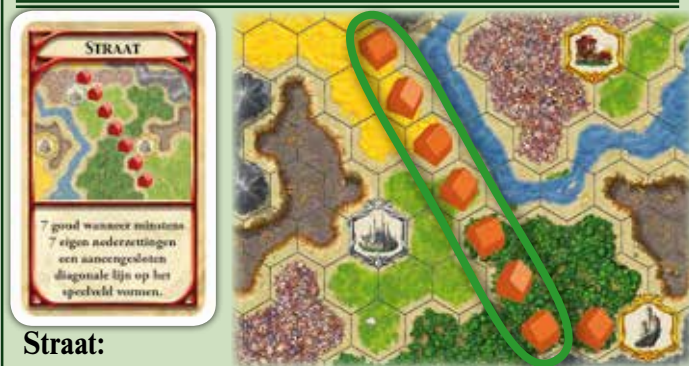 STRAAT
7 goud wanneer minstens
7 eigen nederzettingen
een aaneengesloten
diagonale lijn op het
speelveld vormen.
Straat: